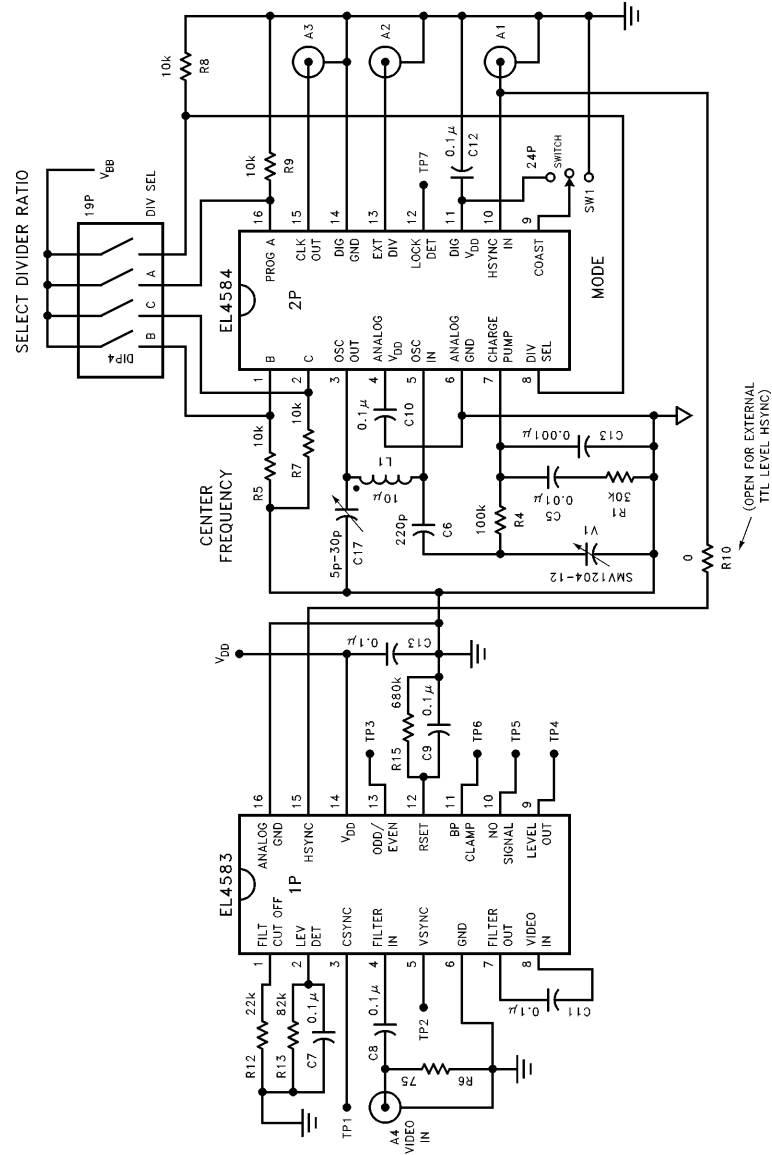 SELECT DIVIDER RATIO
19P
DIV SEL
V_BB
DIP4
B
C
A
10k
R8
10k
R9
A3
A2
A1
0.1µ
C12
TP7
24P
SWITCH
SW1
EL4584
2P
MODE
16
PROG A
15
CLK
OUT
14
DIG
GND
13
EXT
DIV
12
LOCK
DET
11
DIG
V_DD
10
HSYNC
IN
9
COAST
1
B
2
C
3
OSC
OUT
4
ANALOG
V_DD
5
OSC
IN
6
ANALOG
GND
7
CHARGE
PUMP
8
DIV
SEL
CENTER
FREQUENCY
R5
10k
R7
10k
0.1µ
C10
5p-30p
C17
10µ
L1
220p
C6
100k
R4
0.001µ
C13
0.01µ
C5
30k
R1
V1
SMV1204-12
0
R10
(OPEN FOR EXTERNAL
TTL LEVEL HSYNC)
V_DD
0.1µ
C13
680k
R15
0.1µ
C9
TP3
TP6
TP5
TP4
EL4583
1P
16
ANALOG
GND
15
HSYNC
14
V_DD
13
ODD/
EVEN
12
RSET
11
BP
CLAMP
10
NO
SIGNAL
9
LEVEL
OUT
1
FILT
CUT OFF
2
LEV
DET
3
CSYNC
4
FILTER
IN
5
VSYNC
6
GND
7
FILTER
OUT
8
VIDEO
IN
R12
22k
R13
82k
C7
0.1µ
TP1
C8
0.1µ
TP2
75
R6
A4
VIDEO
IN
0.1µ
C11